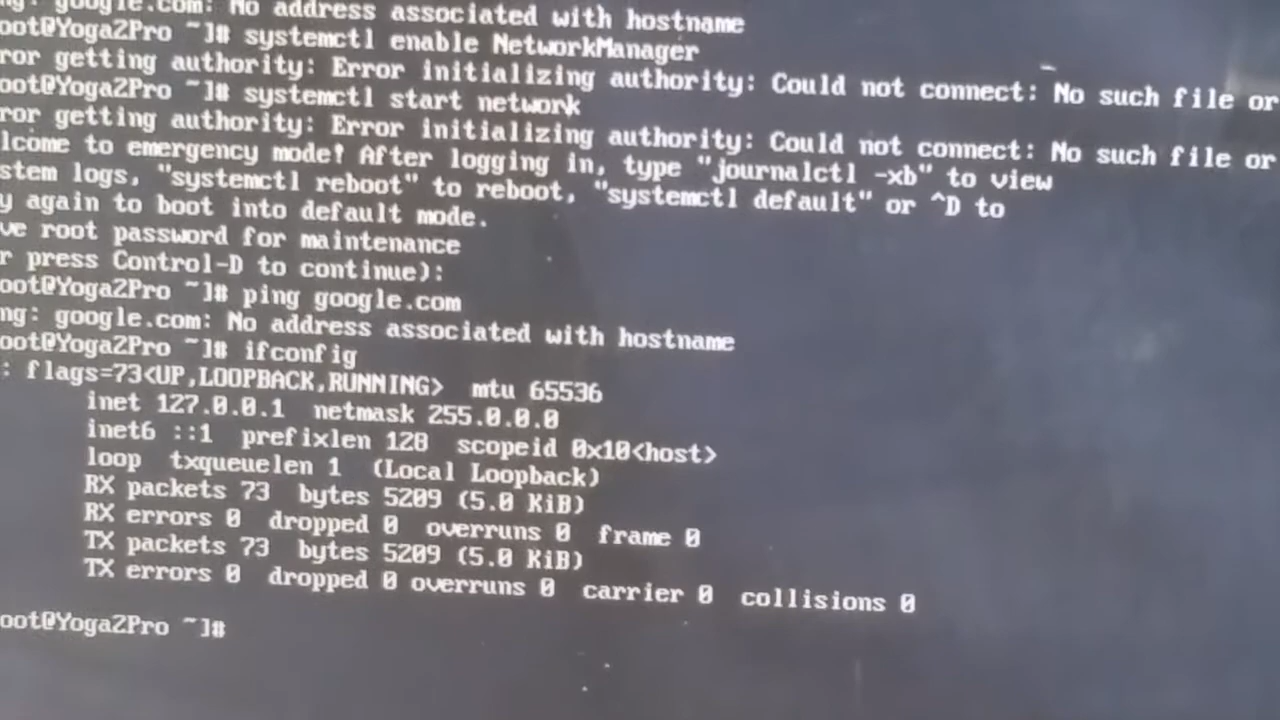 ng: google.com: No address associated with hostname
oot@Yoga2Pro ~]# systemctl enable NetworkManager
ror getting authority: Error initializing authority: Could not connect: No such file or
oot@Yoga2Pro ~]# systemctl start network
ror getting authority: Error initializing authority: Could not connect: No such file or
lcome to emergency mode! After logging in, type "journalctl -xb" to view
stem logs, "systemctl reboot" to reboot, "systemctl default" or ^D to
y again to boot into default mode.
ve root password for maintenance
r press Control-D to continue):
oot@Yoga2Pro ~]# ping google.com
ng: google.com: No address associated with hostname
oot@Yoga2Pro ~]# ifconfig
: flags=73<UP,LOOPBACK,RUNNING> mtu 65536
inet 127.0.0.1 netmask 255.0.0.0
inet6 ::1 prefixlen 128 scopeid 0x10<host>
loop txqueuelen 1 (Local Loopback)
RX packets 73 bytes 5209 (5.0 KiB)
RX errors 0 dropped 0 overruns 0 frame 0
TX packets 73 bytes 5209 (5.0 KiB)
TX errors 0 dropped 0 overruns 0 carrier 0 collisions 0
oot@Yoga2Pro ~]#